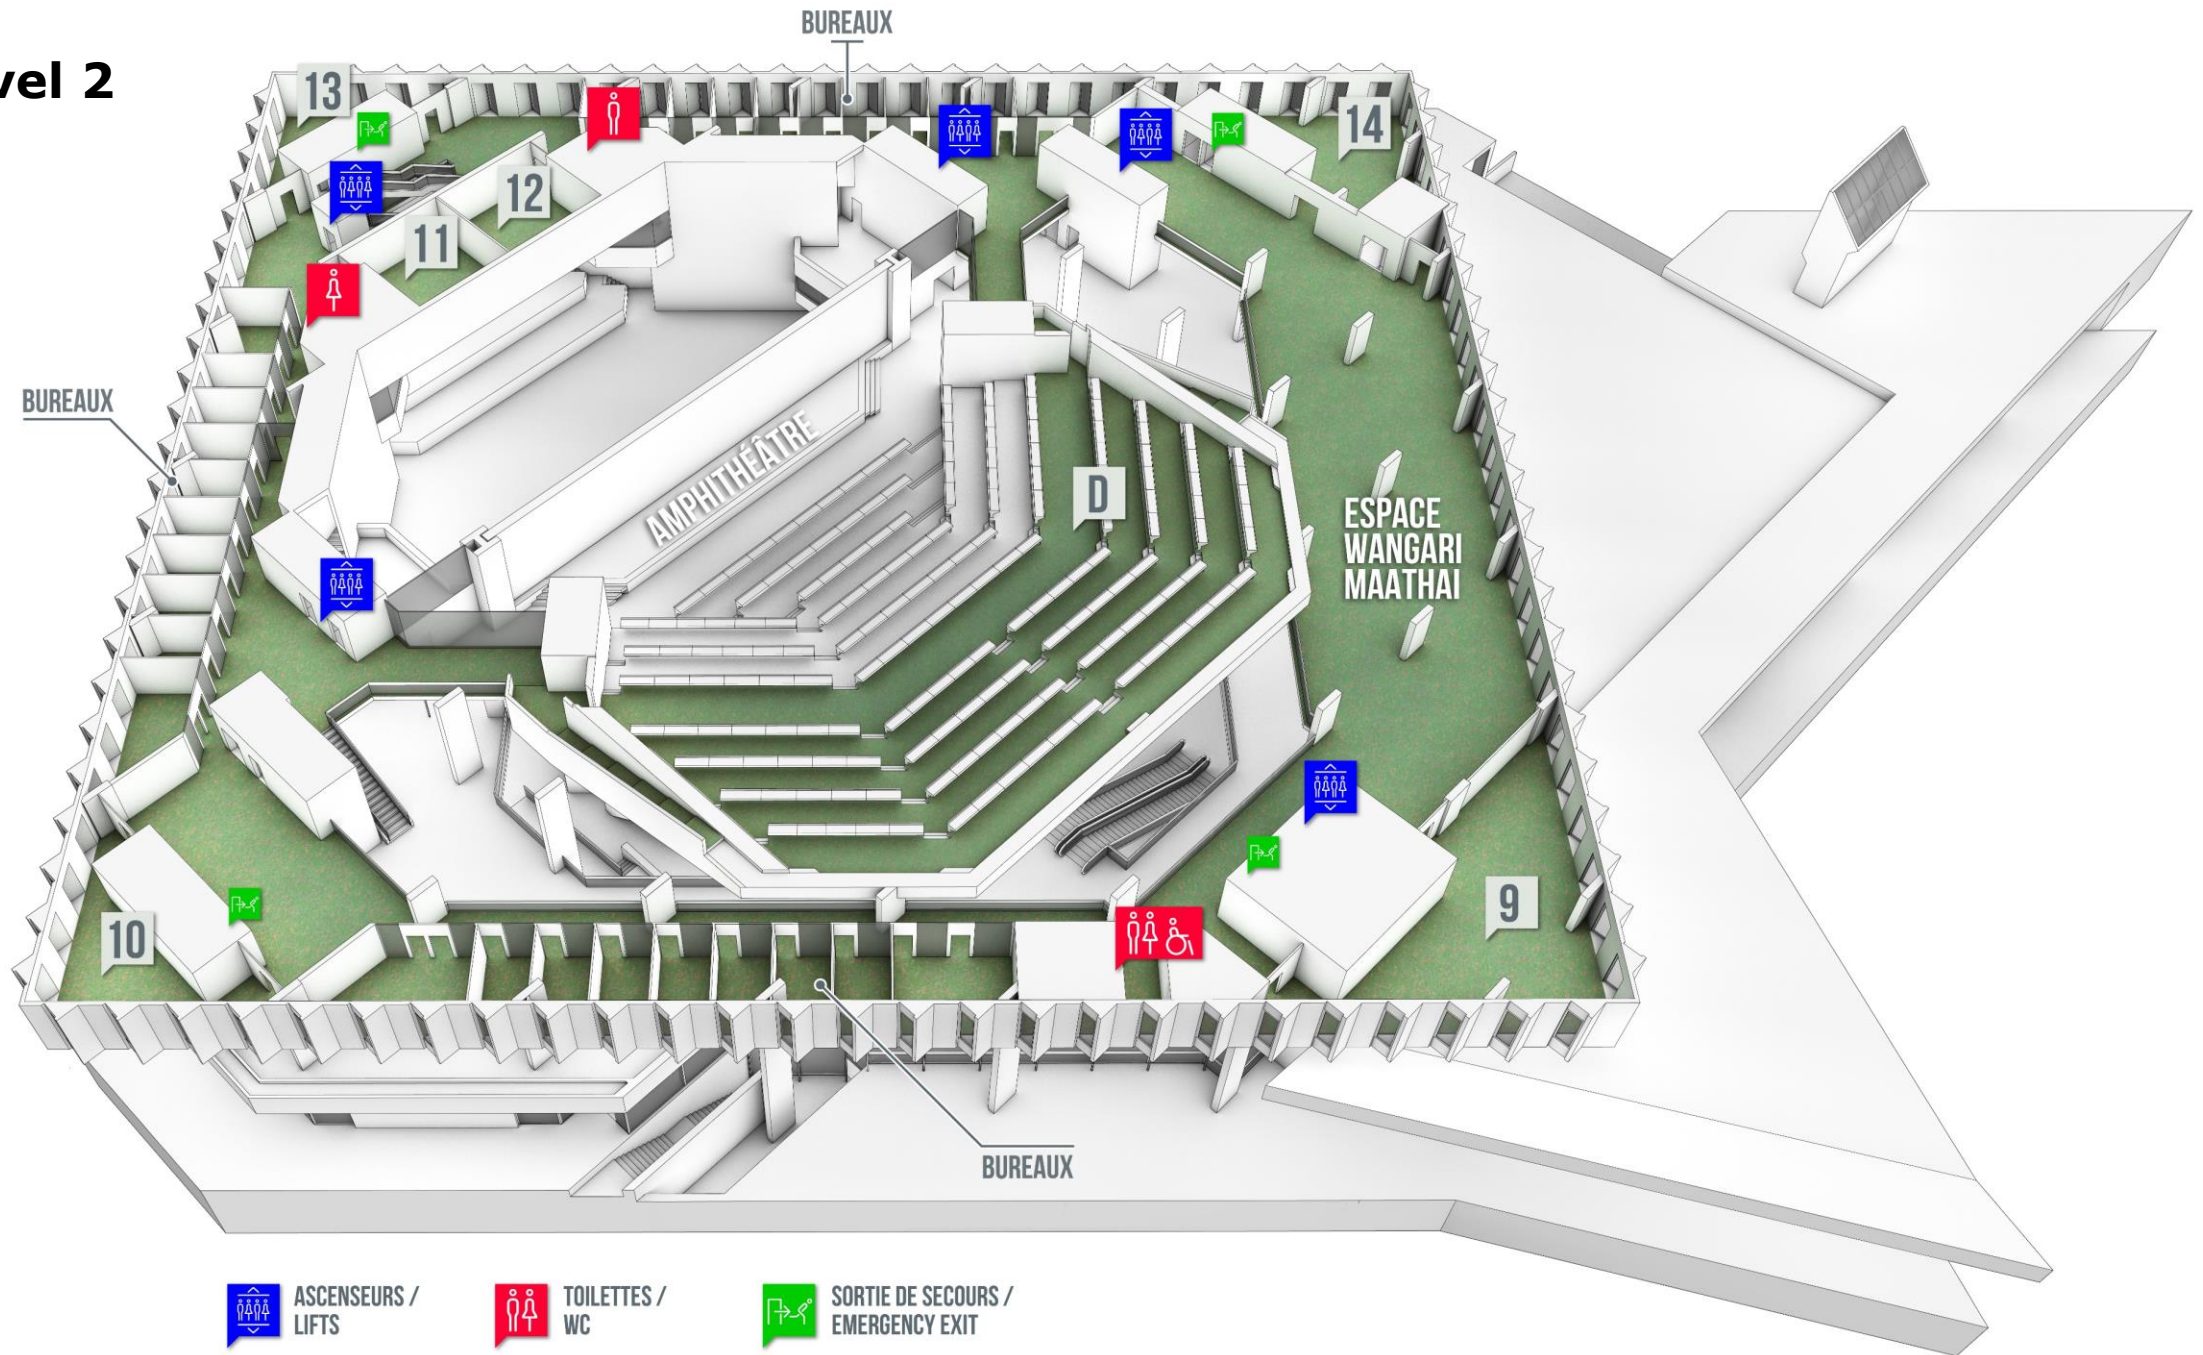 vel 2
BUREAUX
13
14
12
11
BUREAUX
AMPHITHÉÂTRE
D
ESPACE
WANGARI
MAATHAI
9
10
BUREAUX
ASCENSEURS /
LIFTS
TOILETTES /
WC
SORTIE DE SECOURS /
EMERGENCY EXIT